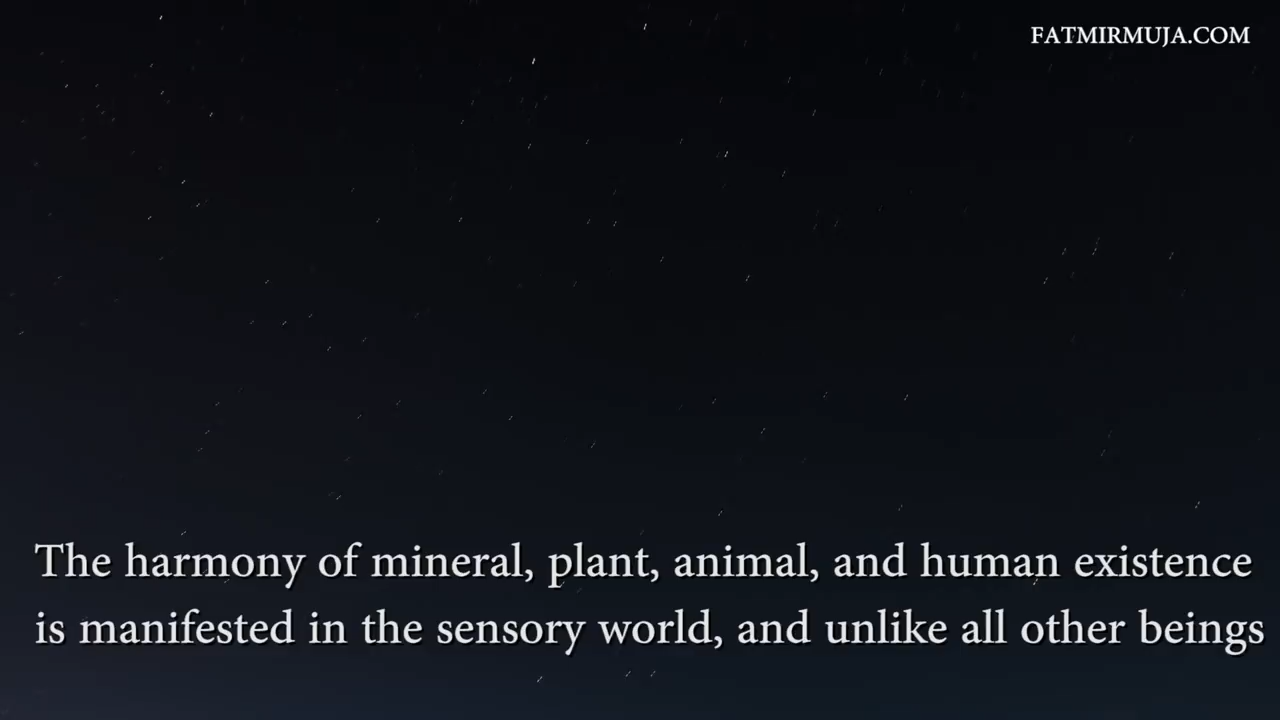 FATMIRMUJA.COM
The harmony of mineral, plant, animal, and human existence
is manifested in the sensory world, and unlike all other beings